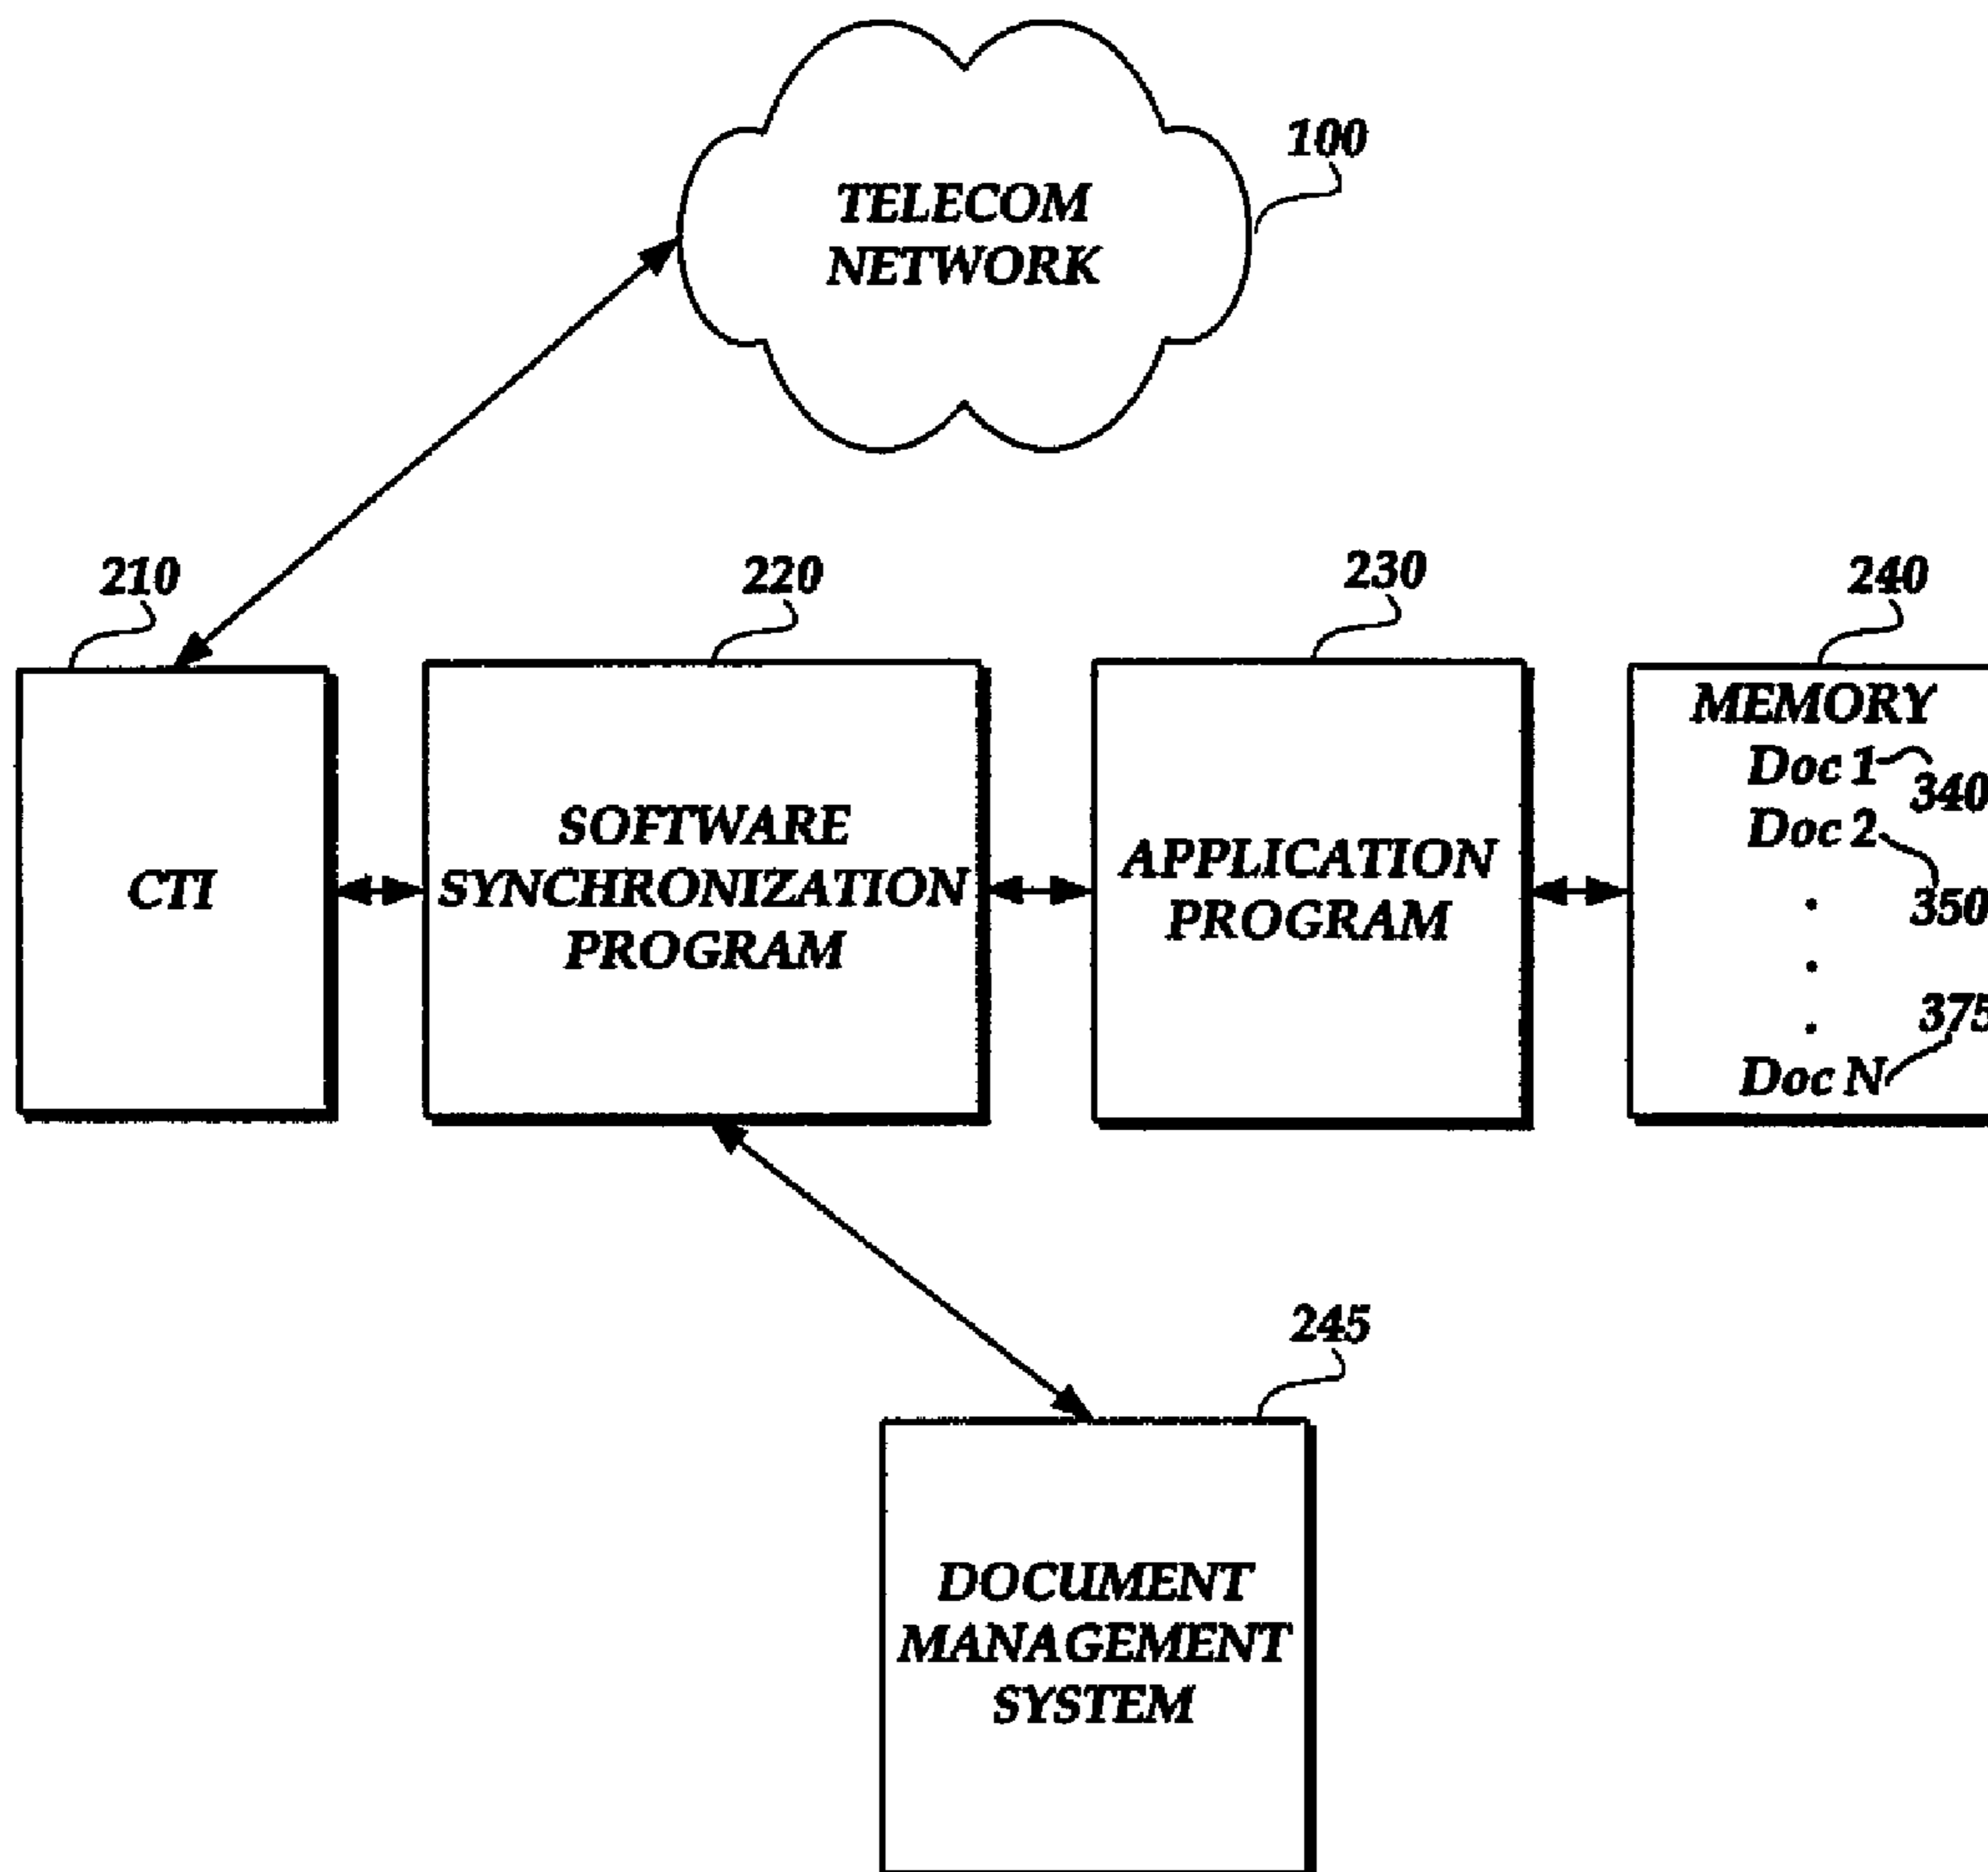 100
TELECOM
NETWORK
210
220
230
240
CTI
SOFTWARE
SYNCHRONIZATION
PROGRAM
APPLICATION
PROGRAM
MEMORY
Doc 1
340
Doc 2
350
.
.
.
375
Doc N
245
DOCUMENT
MANAGEMENT
SYSTEM